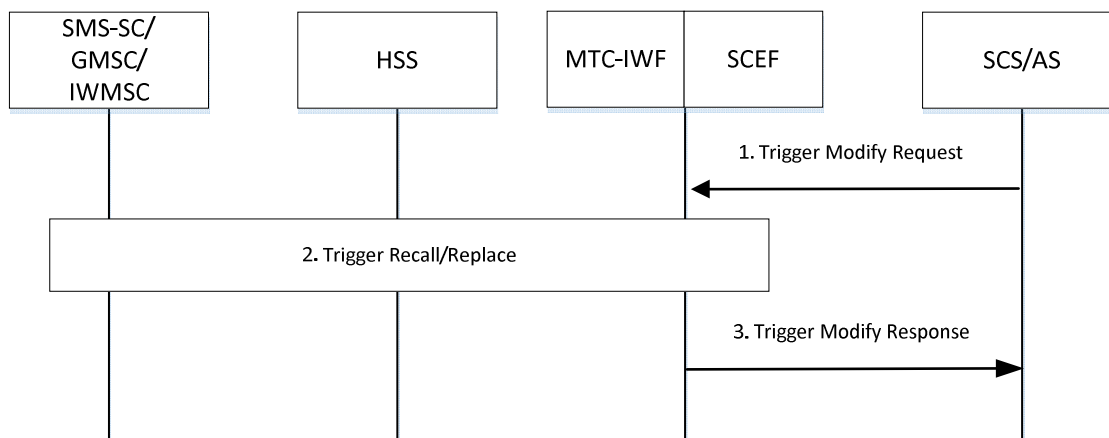 SMS-SC/
GMSC/
IWMSC
HSS
MTC-IWF
SCEF
SCS/AS
1. Trigger Modify Request
2. Trigger Recall/Replace
3. Trigger Modify Response